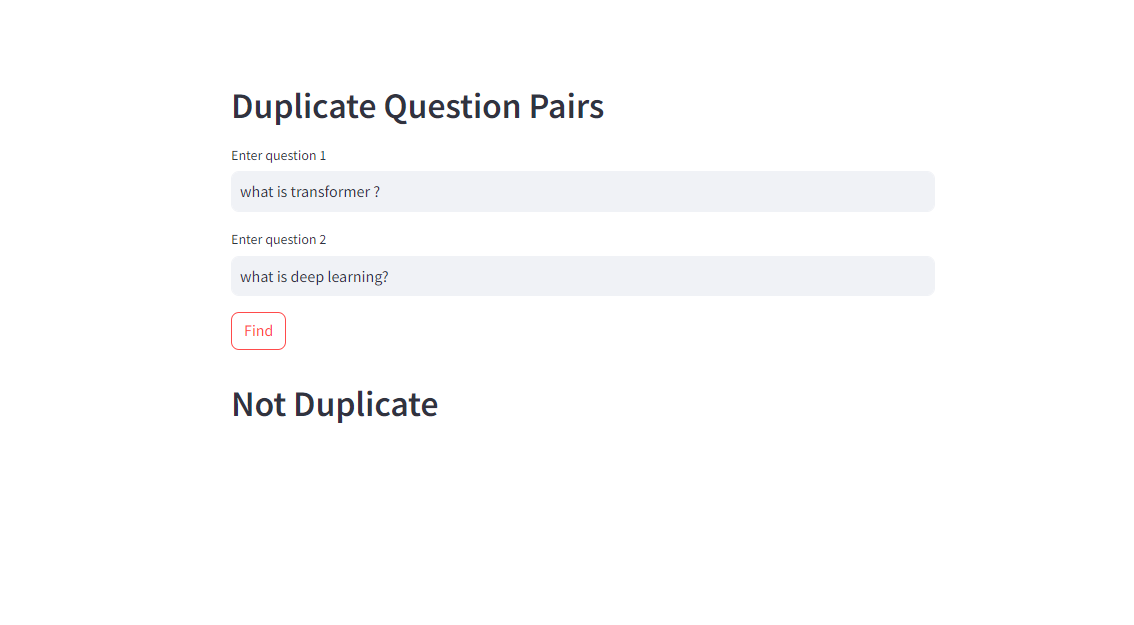 Duplicate Question Pairs
Enter question 1
what is transformer ?
Enter question 2
what is deep learning?
Find
Not Duplicate